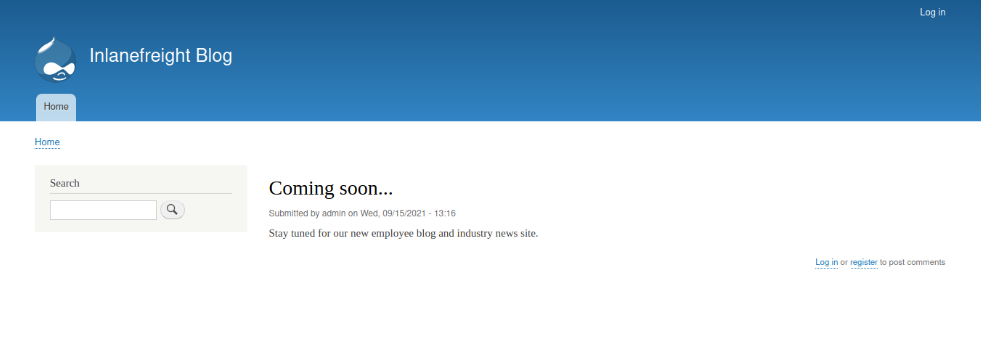 Log in
Inlanefreight Blog
Home
Home
Search
Coming soon...
Submitted by admin on Wed, 09/15/2021 - 13:16
Stay tuned for our new employee blog and industry news site.
Log in or register to post comments